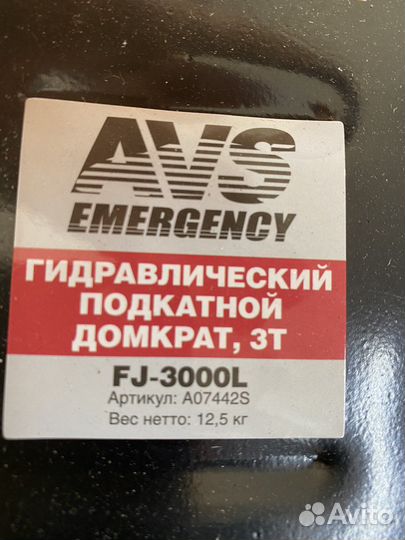 AVS
EMERGENCY
ГИДРАВЛИЧЕСКИЙ
ПОДКАТНОЙ
ДОМКРАТ, 3Т
FJ-3000L
Артикул: A07442S
Вес нетто: 12,5 кг
Avito